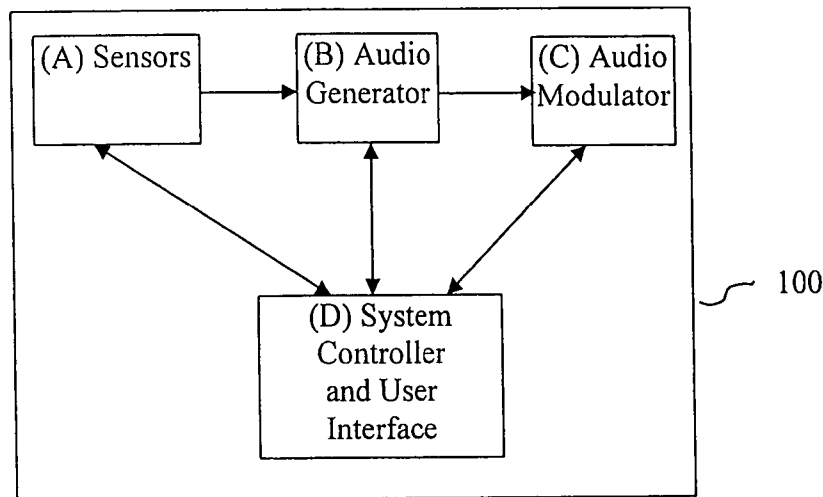 (A) Sensors
(B) Audio
Generator
(C) Audio
Modulator
100
(D) System
Controller
and User
Interface